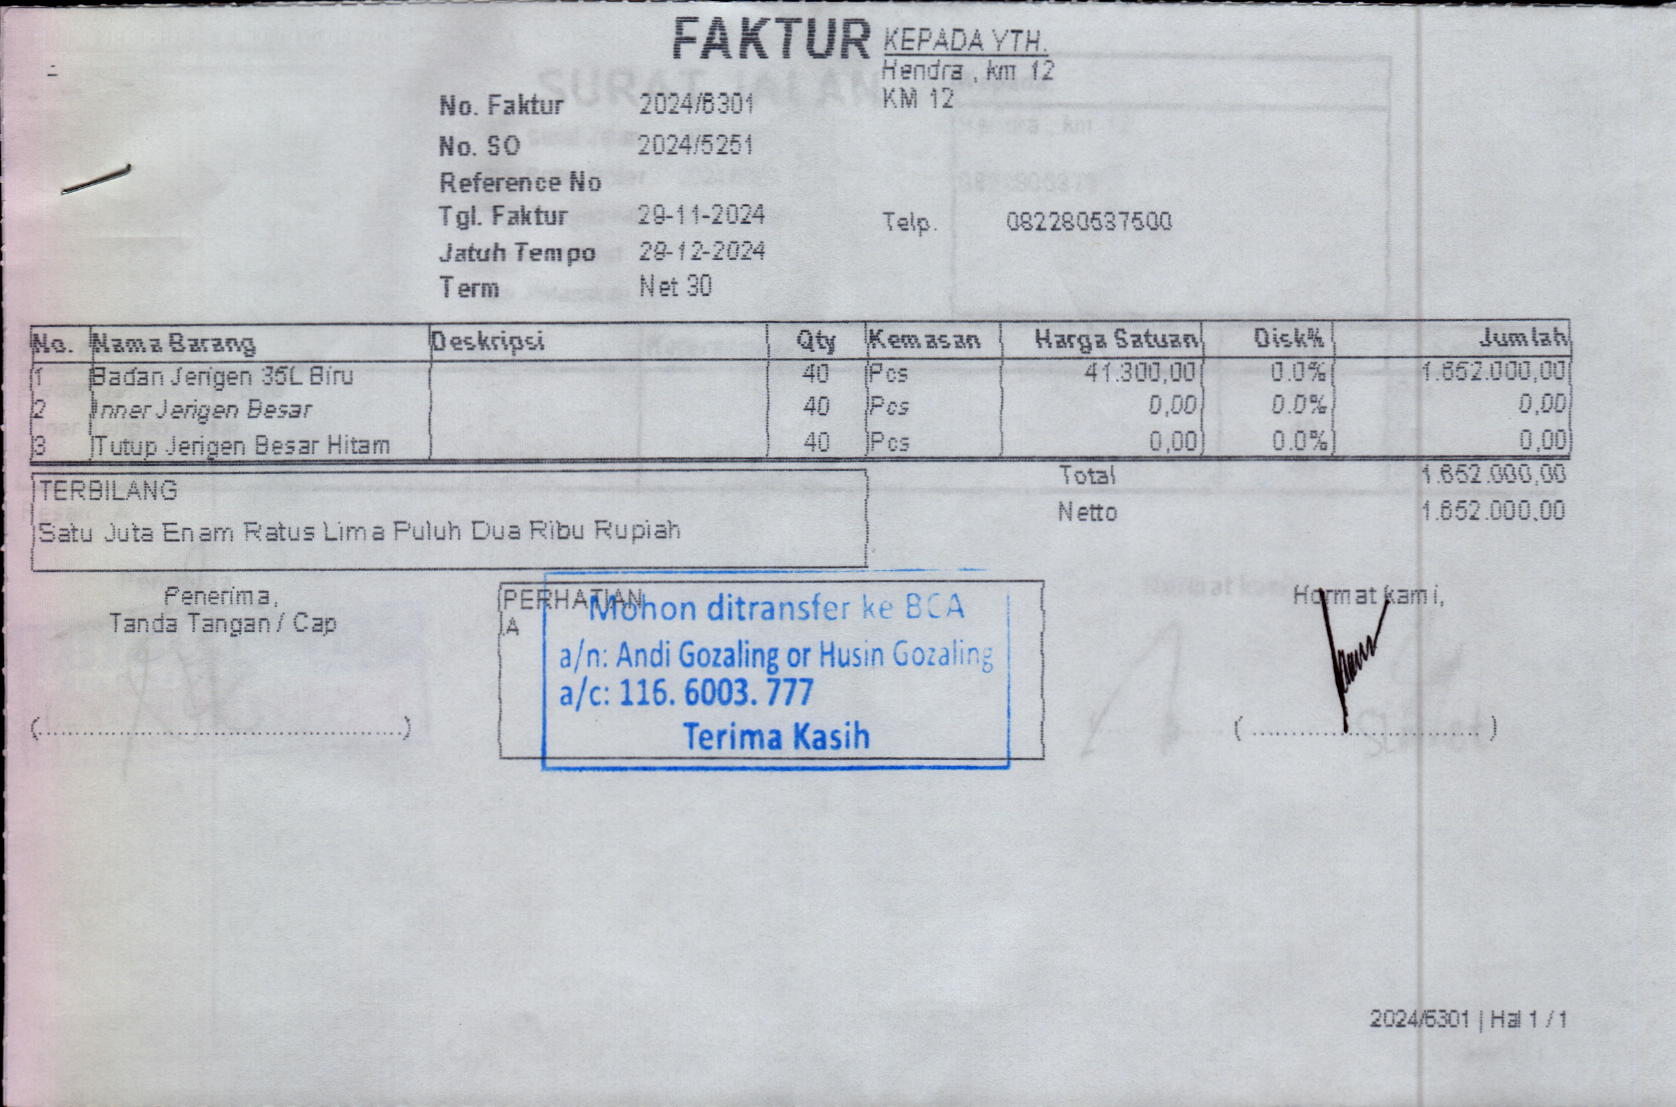 FAKTUR
KEPADA YTH.
Hendra , km 12
KM 12
No. Faktur 2024/6301
No. SO 2024/5251
Reference No
Tgl. Faktur 29-11-2024
Telp. 082280537500
Jatuh Tempo 29-12-2024
Term Net 30
No. Nama Barang Deskripsi Qty Kemasan Harga Satuan Disk% Jumlah
1 Badan Jerigen 35L Biru 40 Pcs 41.300,00 0.0% 1.652.000,00
2 Inner Jerigen Besar 40 Pcs 0,00 0.0% 0,00
3 Tutup Jerigen Besar Hitam 40 Pcs 0,00 0.0% 0,00
Total 1.652.000,00
Netto 1.652.000,00
TERBILANG
Satu Juta Enam Ratus Lima Puluh Dua Ribu Rupiah
Penerima,
Tanda Tangan / Cap
(..........................................)
PERHATIAN
A
Mohon ditransfer ke BCA
a/n: Andi Gozaling or Husin Gozaling
a/c: 116. 6003. 777
Terima Kasih
Hormat kami,
(..........................................)
2024/6301 | Hal 1 / 1